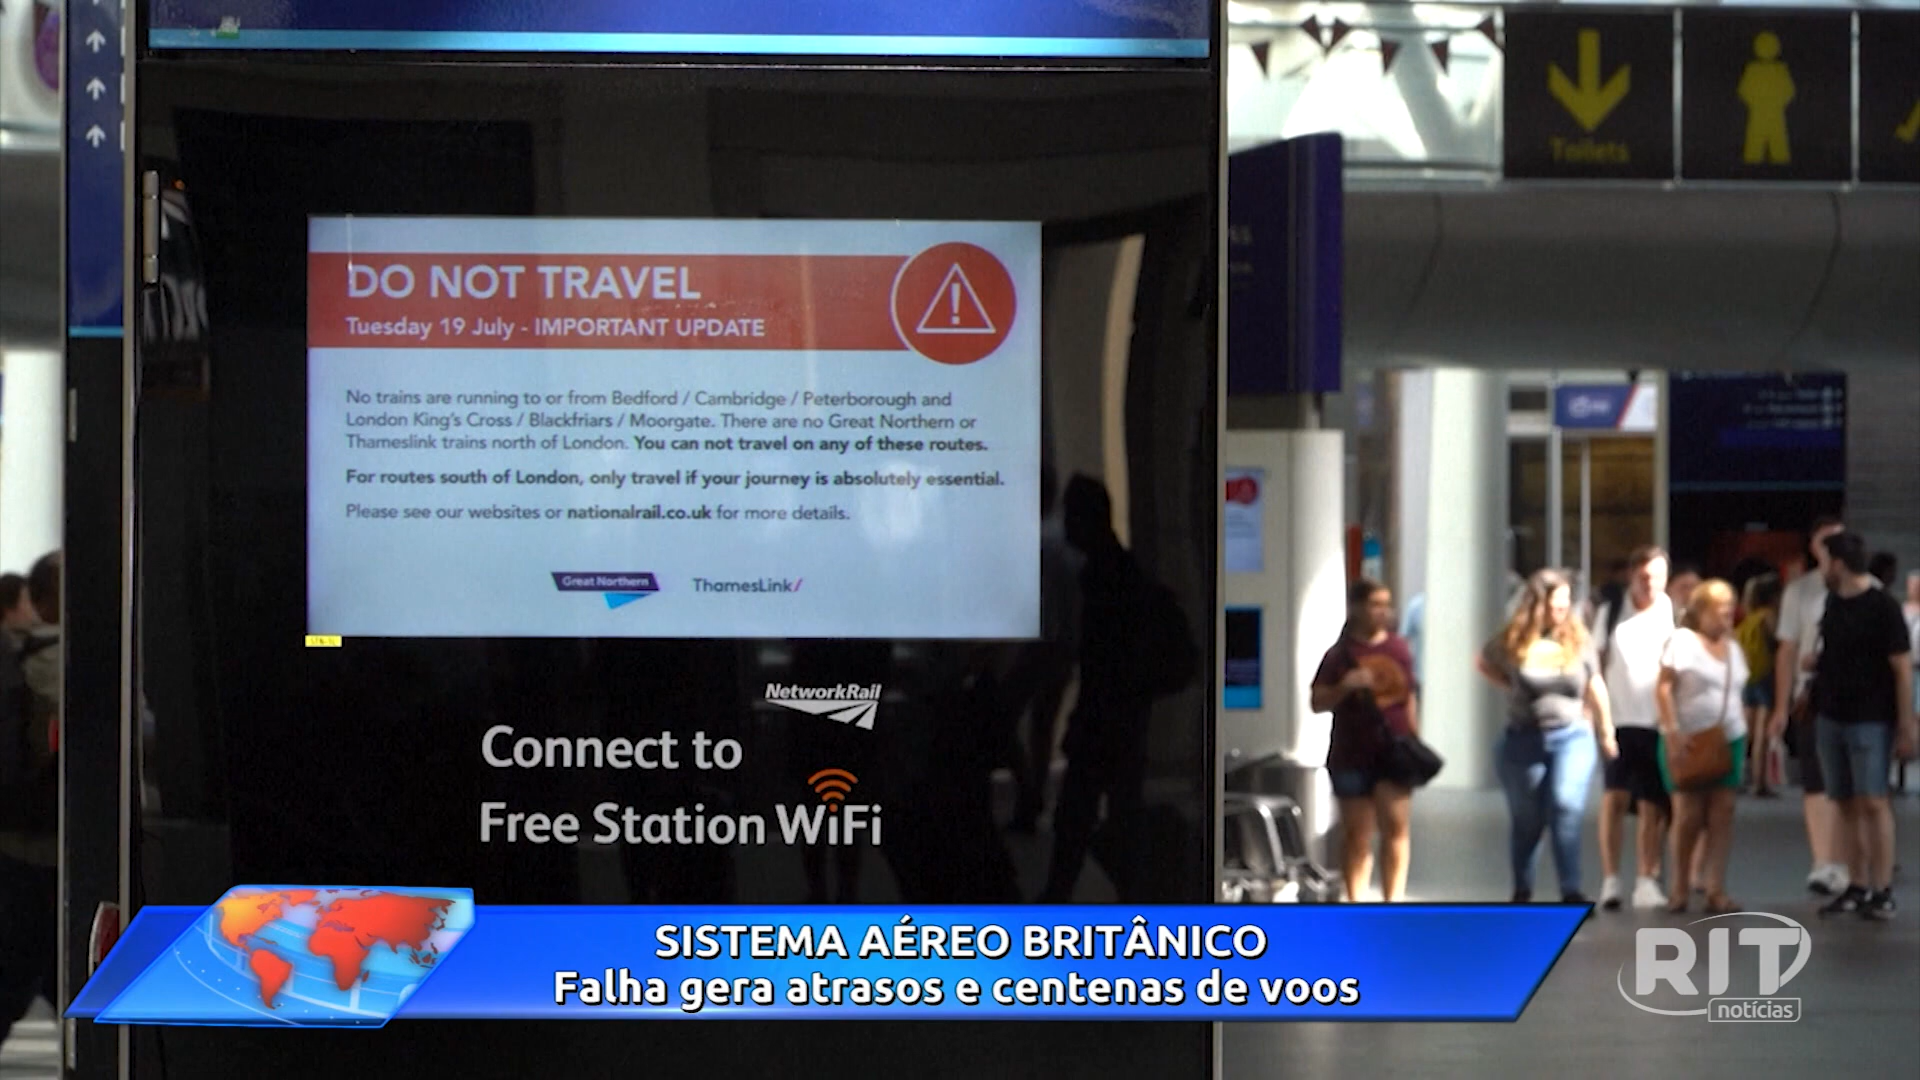 Toilets
DO NOT TRAVEL
Tuesday 19 July - IMPORTANT UPDATE
No trains are running to or from Bedford / Cambridge / Peterborough and
London King's Cross / Blackfriars / Moorgate. There are no Great Northern or
Thameslink trains north of London. You can not travel on any of these routes.
For routes south of London, only travel if your journey is absolutely essential.
Please see our websites or nationalrail.co.uk for more details.
Great Northern
ThamesLink/
NetworkRail
Connect to
Free Station WiFi
SISTEMA AÉREO BRITÂNICO
Falha gera atrasos e centenas de voos
RIT
notícias